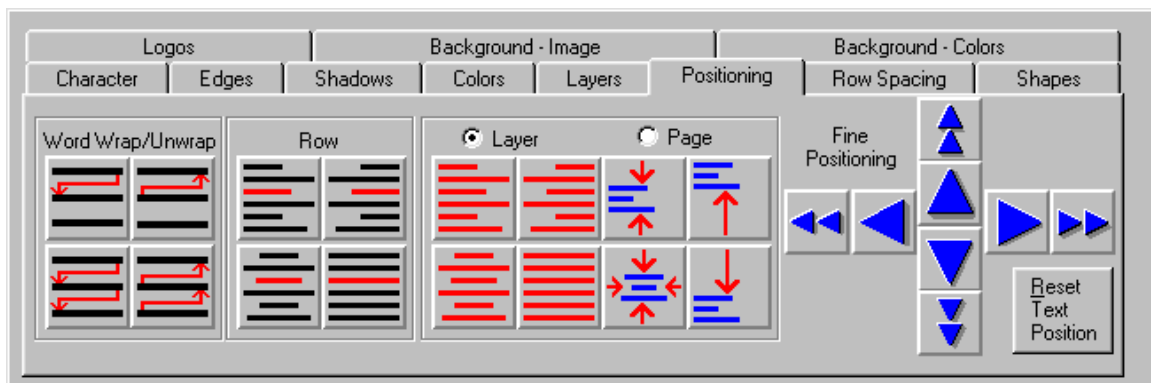 Logos Background - Image Background - Colors
Character Edges Shadows Colors Layers Positioning Row Spacing Shapes
Word Wrap/Unwrap Row Layer Page Fine
Positioning
Reset
Text
Position